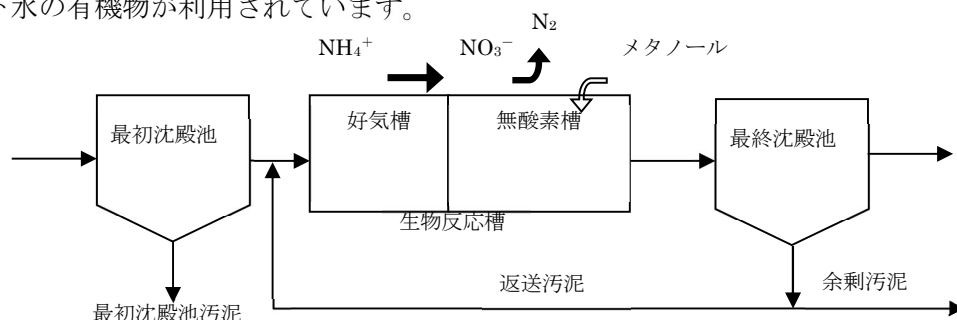 ト水の有機物が利用されています。
N₂
NH₄⁺
NO₃⁻
メタノール
最初沈殿池
好気槽
無酸素槽
最終沈殿池
生物反応槽
返送汚泥
余剰汚泥
最初沈殿池汚泥